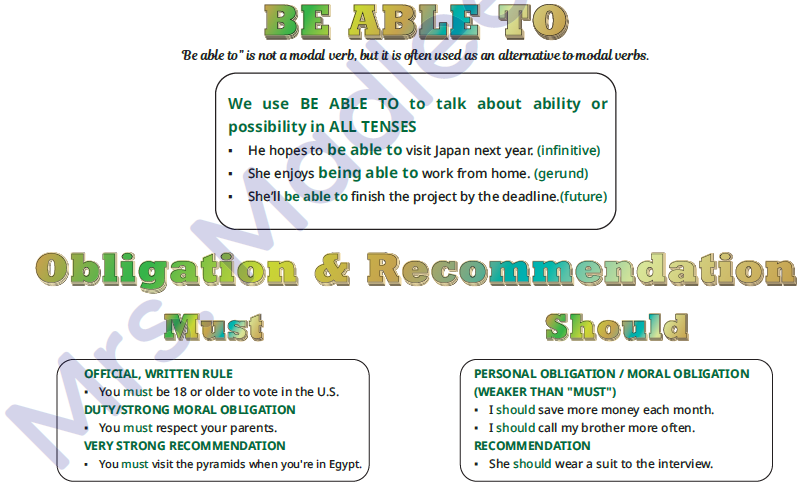 BE ABLE TO
"Be able to" is not a modal verb, but it is often used as an alternative to modal verbs.
We use BE ABLE TO to talk about ability or
possibility in ALL TENSES
▪ He hopes to be able to visit Japan next year. (infinitive)
▪ She enjoys being able to work from home. (gerund)
▪ She'll be able to finish the project by the deadline.(future)
Obligation & Recommendation
Must
OFFICIAL, WRITTEN RULE
▪ You must be 18 or older to vote in the U.S.
DUTY/STRONG MORAL OBLIGATION
▪ You must respect your parents.
VERY STRONG RECOMMENDATION
▪ You must visit the pyramids when you're in Egypt.
Should
PERSONAL OBLIGATION / MORAL OBLIGATION
(WEAKER THAN "MUST")
▪ I should save more money each month.
▪ I should call my brother more often.
RECOMMENDATION
▪ She should wear a suit to the interview.
Mrs.